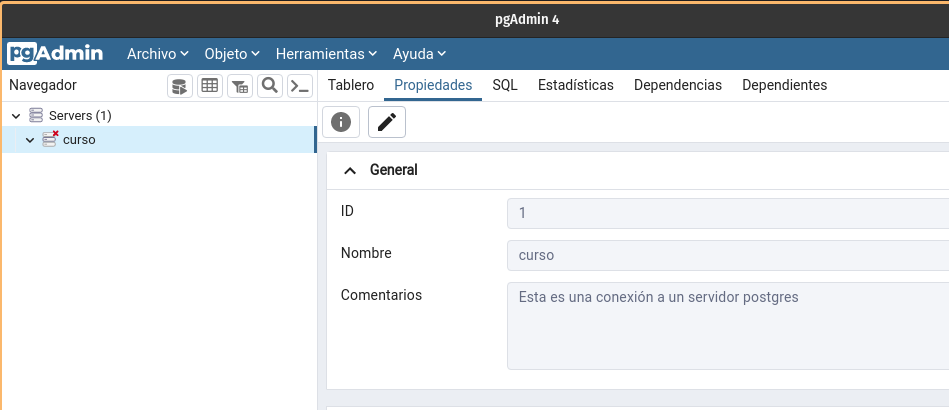 pgAdmin 4
pgAdmin Archivo Objeto Herramientas Ayuda
Navegador
Tablero Propiedades SQL Estadísticas Dependencias Dependientes
Servers (1)
curso
General
ID 1
Nombre curso
Comentarios Esta es una conexión a un servidor postgres